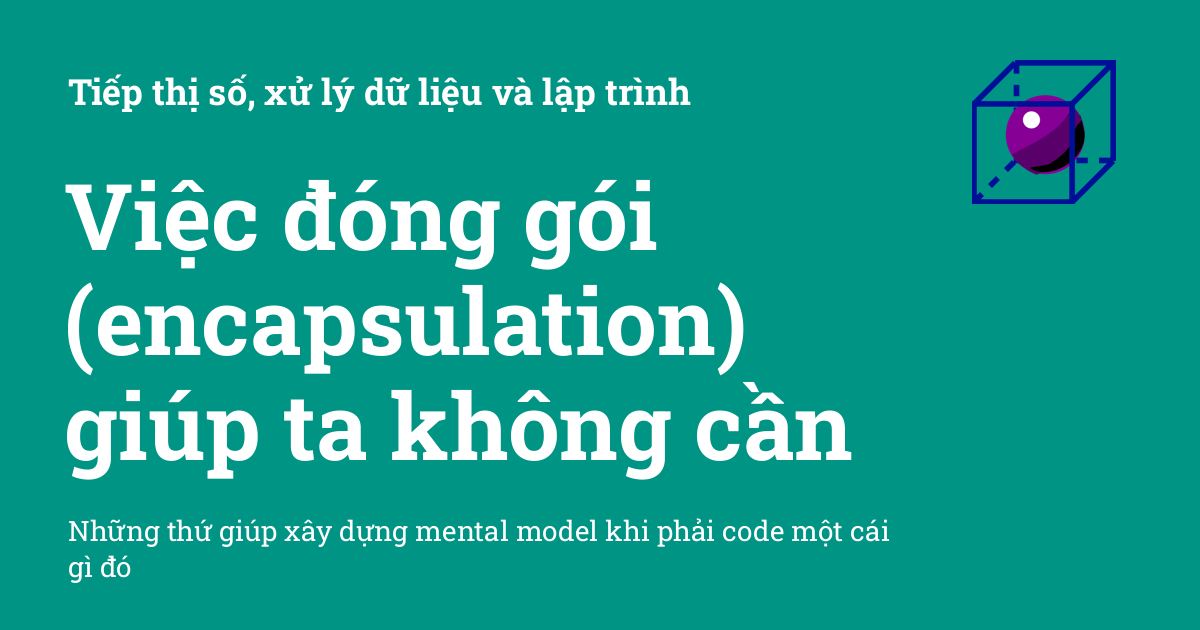 Tiếp thị số, xử lý dữ liệu và lập trình
Việc đóng gói
(encapsulation)
giúp ta không cần
Những thứ giúp xây dựng mental model khi phải code một cái
gì đó